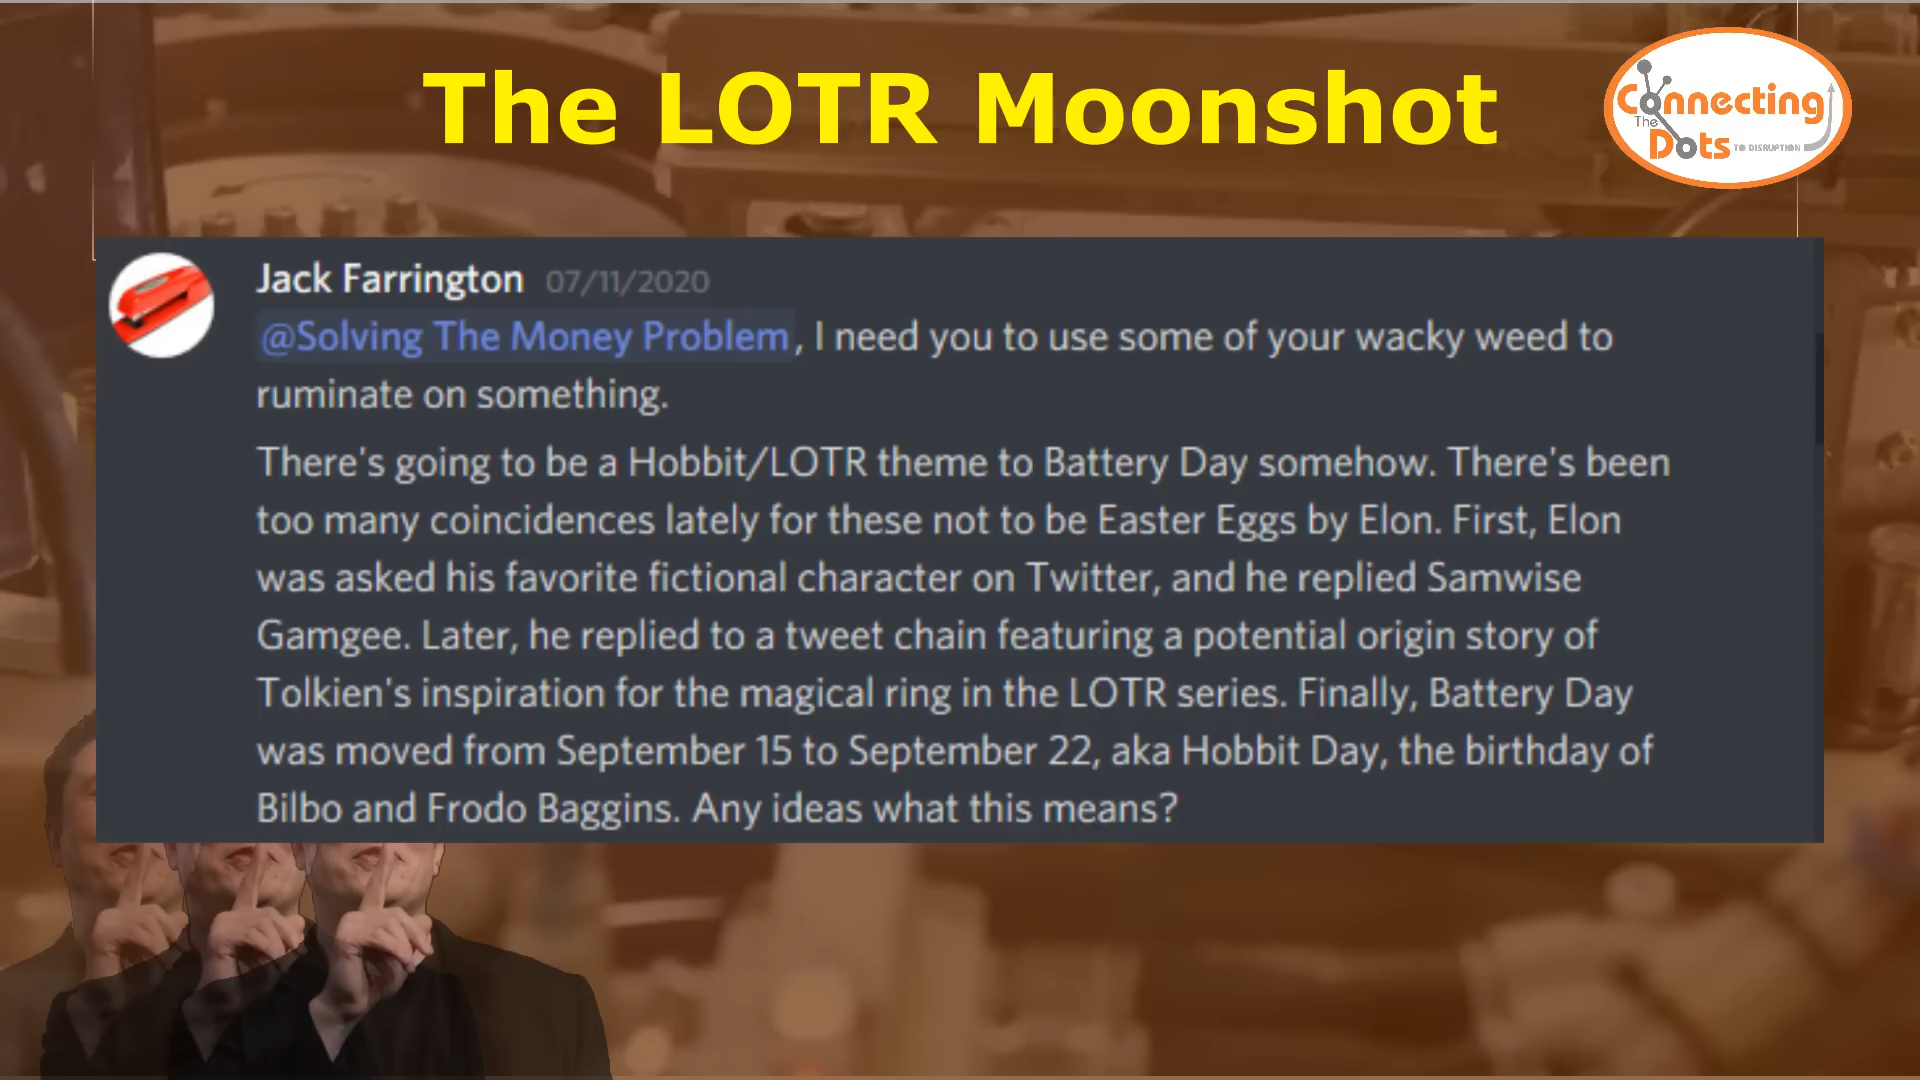 The LOTR Moonshot
Connecting
The
Dots TO DISRUPTION
Jack Farrington 07/11/2020
@Solving The Money Problem, I need you to use some of your wacky weed to
ruminate on something.
There's going to be a Hobbit/LOTR theme to Battery Day somehow. There's been
too many coincidences lately for these not to be Easter Eggs by Elon. First, Elon
was asked his favorite fictional character on Twitter, and he replied Samwise
Gamgee. Later, he replied to a tweet chain featuring a potential origin story of
Tolkien's inspiration for the magical ring in the LOTR series. Finally, Battery Day
was moved from September 15 to September 22, aka Hobbit Day, the birthday of
Bilbo and Frodo Baggins. Any ideas what this means?